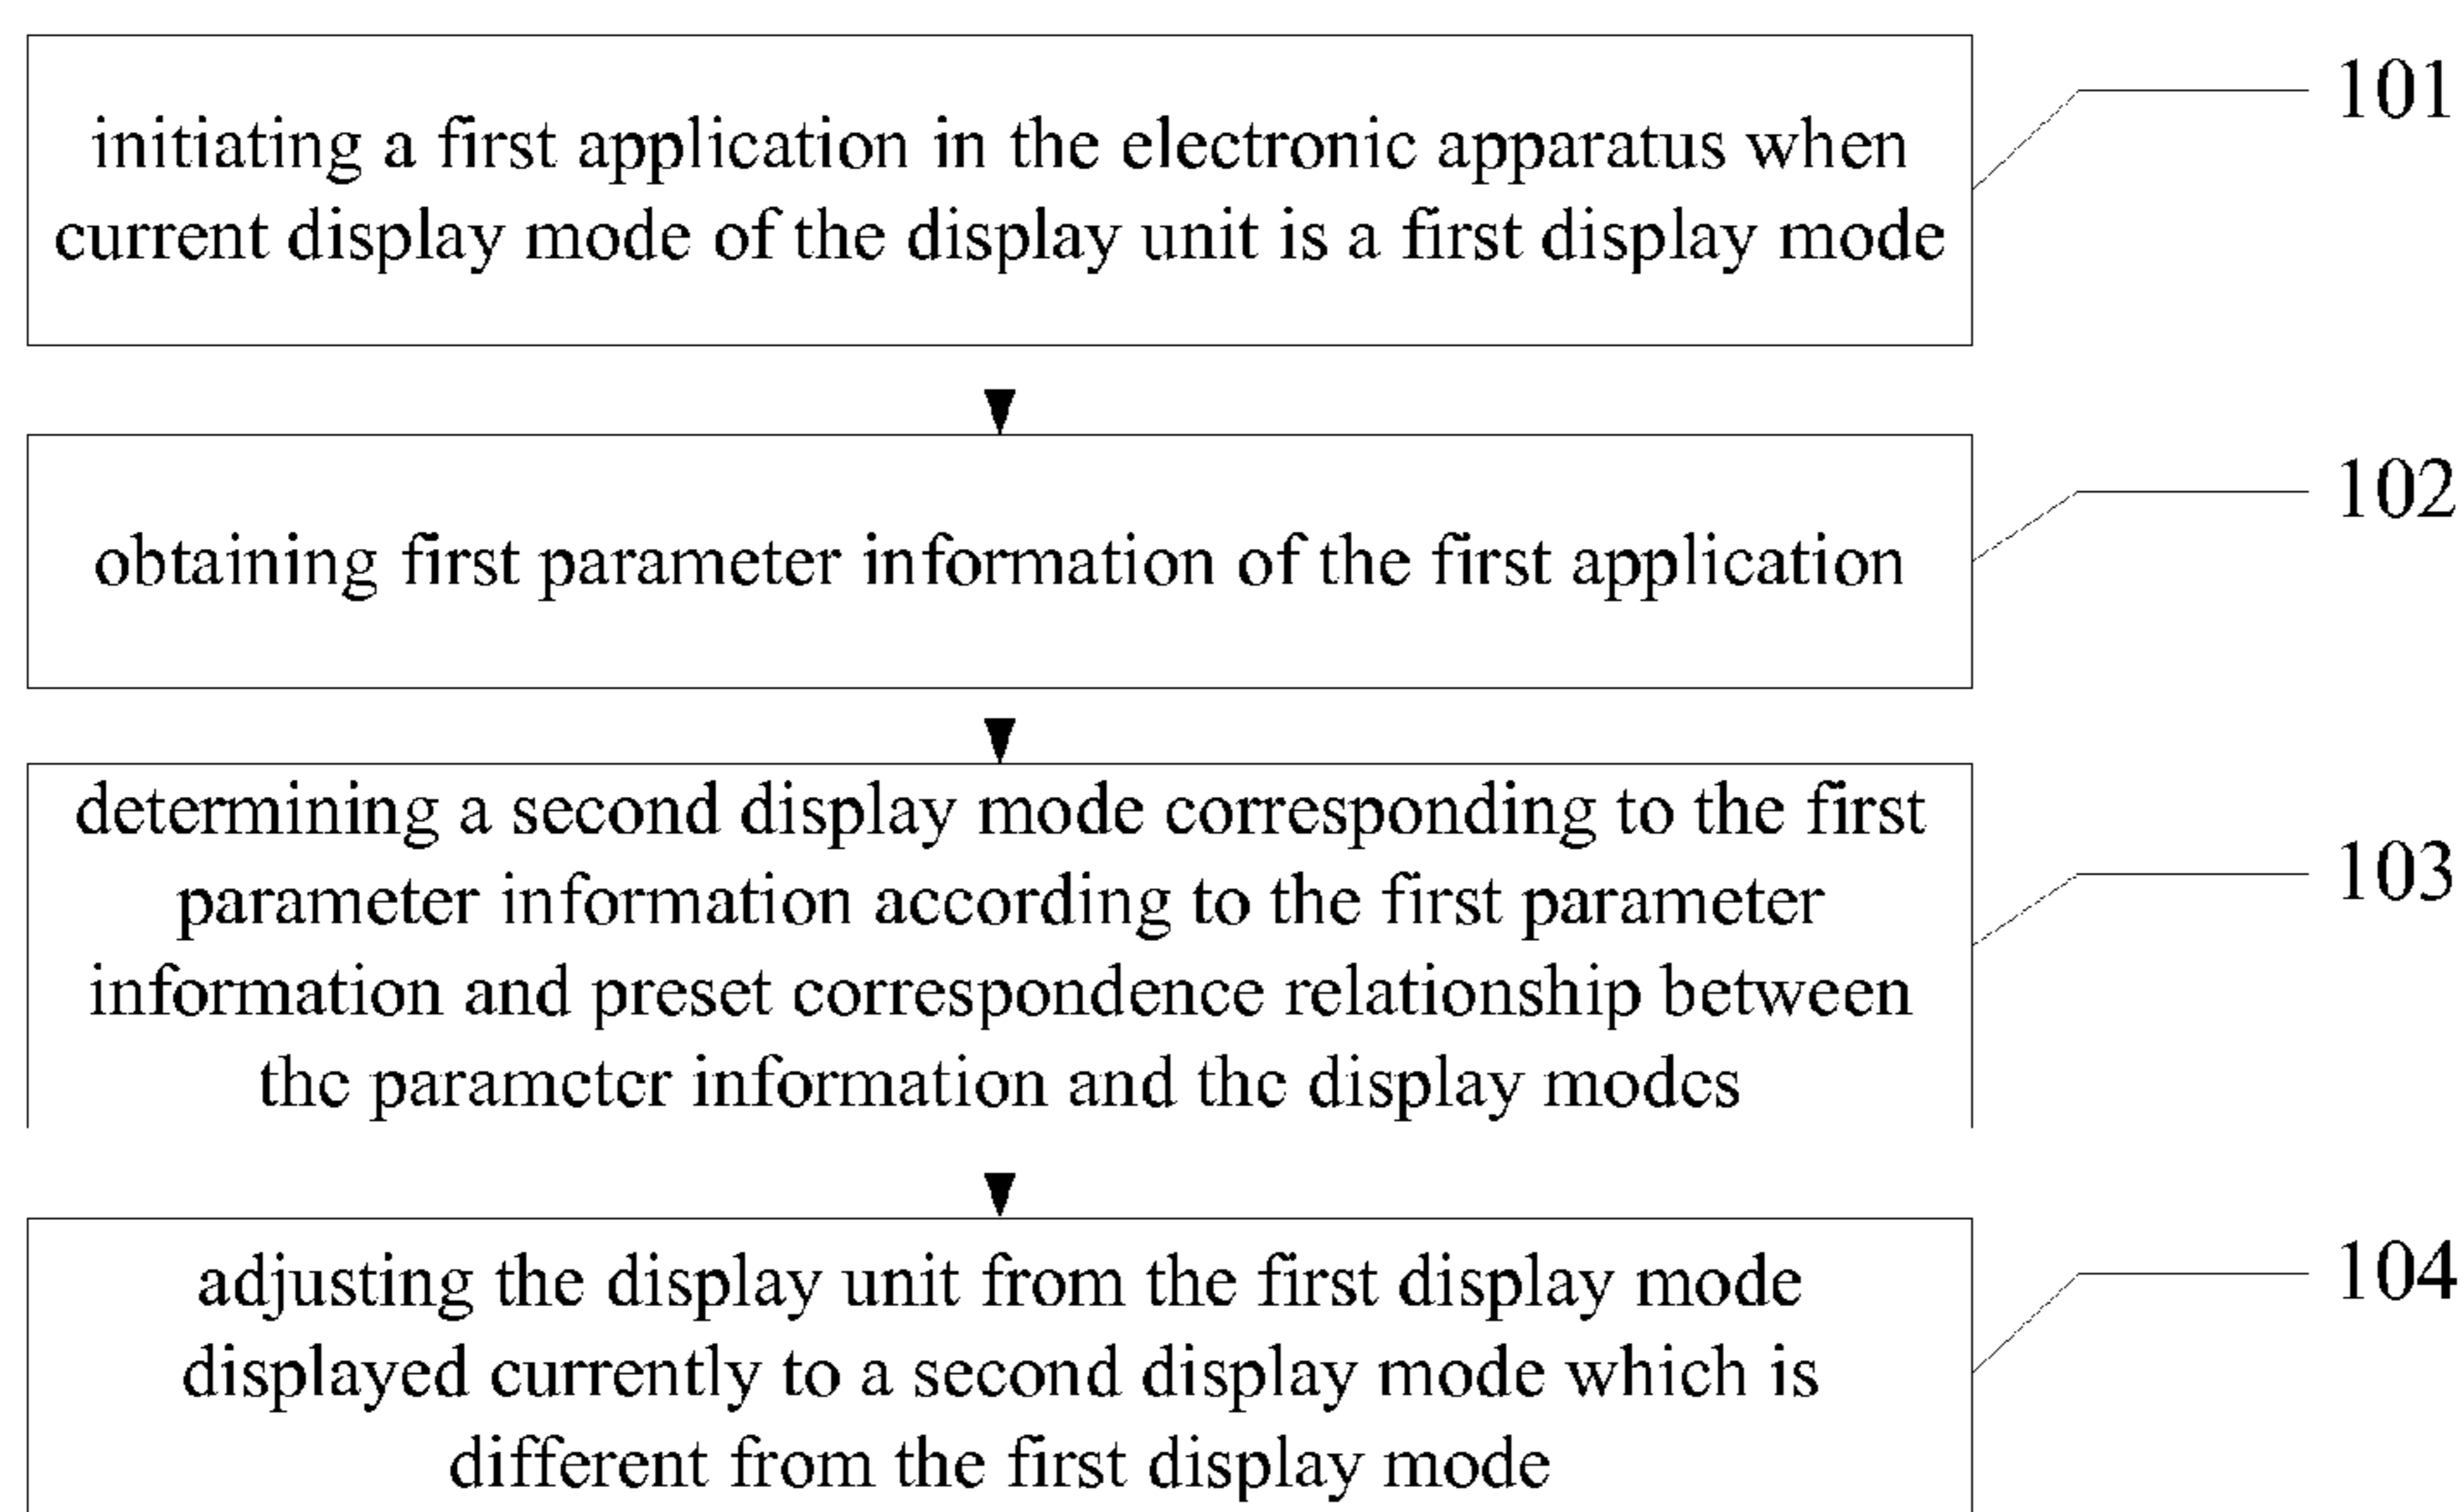 101
initiating a first application in the electronic apparatus when
current display mode of the display unit is a first display mode
102
obtaining first parameter information of the first application
103
determining a second display mode corresponding to the first
parameter information according to the first parameter
information and preset correspondence relationship between
the parameter information and the display modes
104
adjusting the display unit from the first display mode
displayed currently to a second display mode which is
different from the first display mode